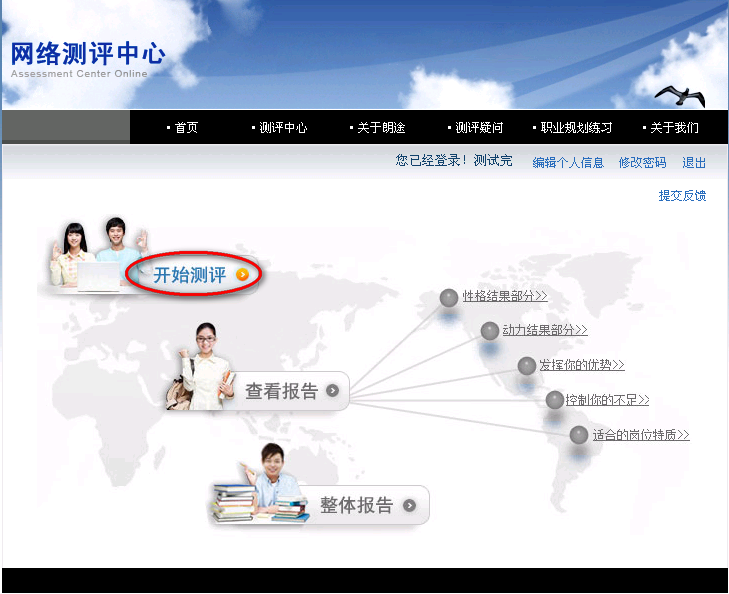 网络测评中心
Assessment Center Online
首页 测评中心 关于朗途 测评疑问 职业规划练习 关于我们
您已经登录！测试完 编辑个人信息 修改密码 退出
提交反馈
开始测评
性格结果部分>>
动力结果部分>>
发挥你的优势>>
查看报告
控制你的不足>>
适合的岗位特质>>
整体报告